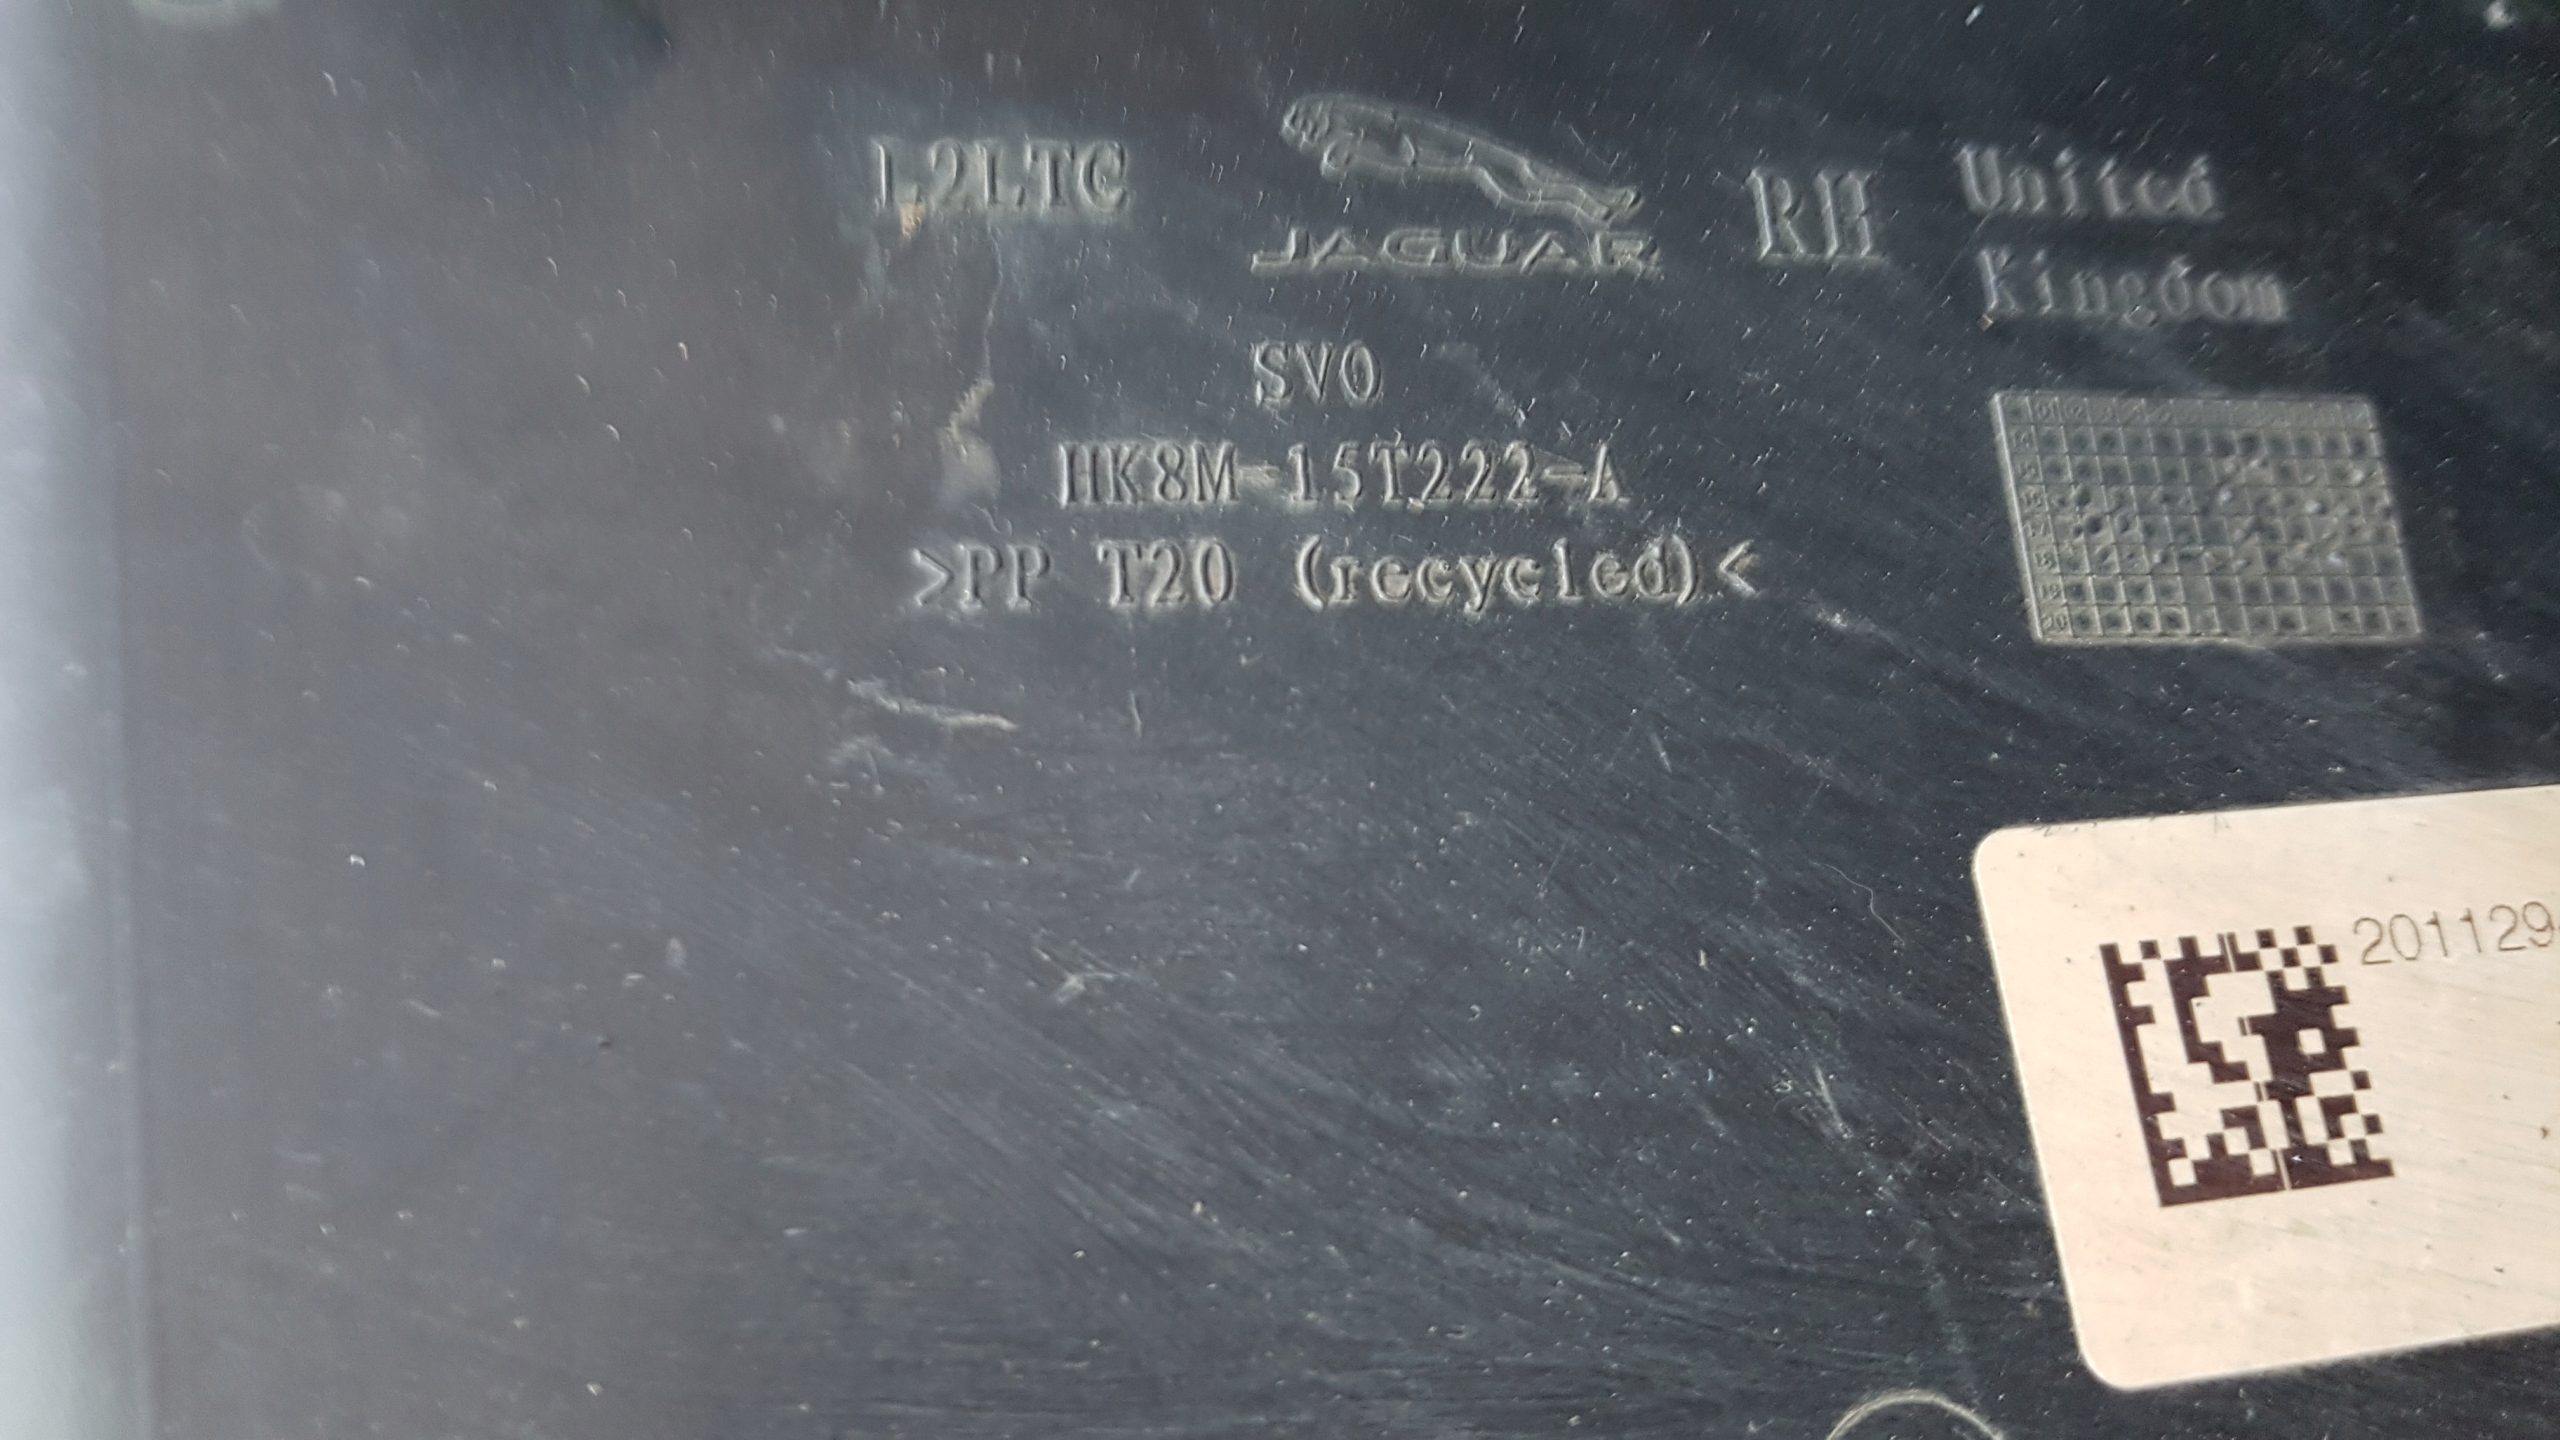 L2LTC
JAGUAR
RH
United
Kingdom
SVO
HK8M-15T222-A
>PP T20 (recycled)<
201129